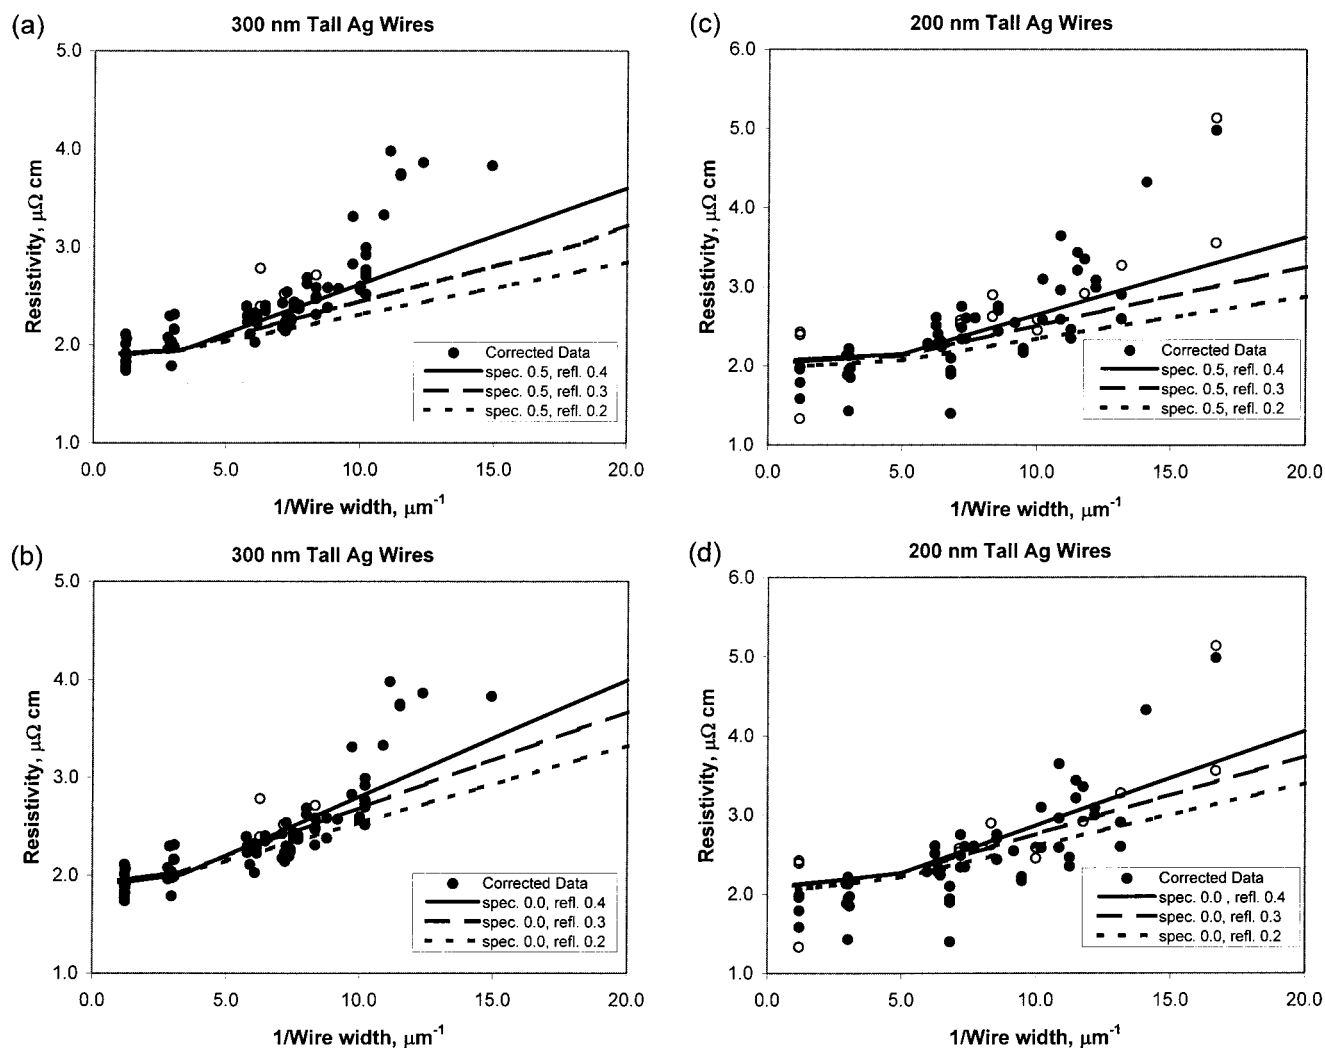 (a)
300 nm Tall Ag Wires
5.0
4.0
3.0
2.0
1.0
Resistivity, μΩ cm
Corrected Data
spec. 0.5, refl. 0.4
spec. 0.5, refl. 0.3
spec. 0.5, refl. 0.2
0.0 5.0 10.0 15.0 20.0
1/Wire width, μm⁻¹
(c)
200 nm Tall Ag Wires
6.0
5.0
4.0
3.0
2.0
1.0
Resistivity, μΩ cm
Corrected Data
spec. 0.5, refl. 0.4
spec. 0.5, refl. 0.3
spec. 0.5, refl. 0.2
0.0 5.0 10.0 15.0 20.0
1/Wire width, μm⁻¹
(b)
300 nm Tall Ag Wires
5.0
4.0
3.0
2.0
1.0
Resistivity, μΩ cm
Corrected Data
spec. 0.0, refl. 0.4
spec. 0.0, refl. 0.3
spec. 0.0, refl. 0.2
0.0 5.0 10.0 15.0 20.0
1/Wire width, μm⁻¹
(d)
200 nm Tall Ag Wires
6.0
5.0
4.0
3.0
2.0
1.0
Resistivity, μΩ cm
Corrected Data
spec. 0.0 , refl. 0.4
spec. 0.0, refl. 0.3
spec. 0.0, refl. 0.2
0.0 5.0 10.0 15.0 20.0
1/Wire width, μm⁻¹